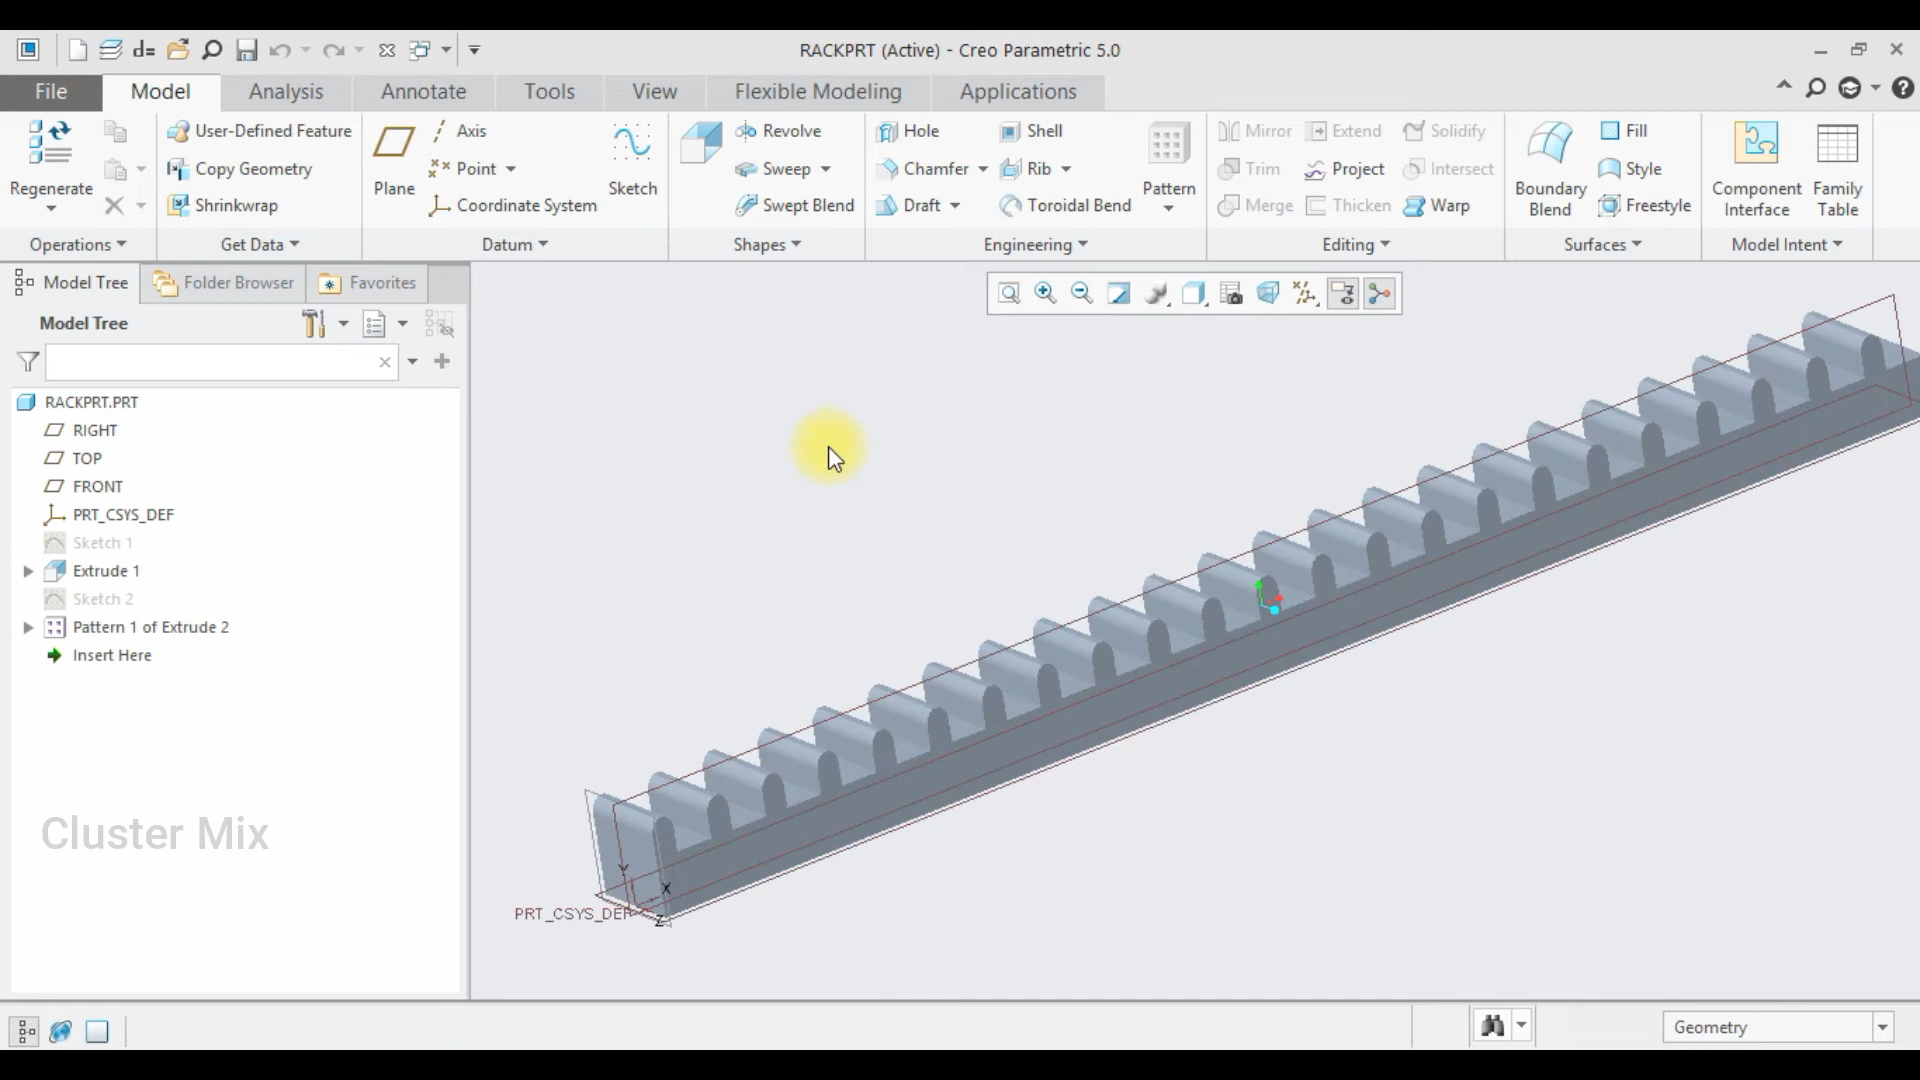 d=
RACKPRT (Active) - Creo Parametric 5.0
File Model Analysis Annotate Tools View Flexible Modeling Applications
User-Defined Feature Axis Revolve Hole Shell Mirror Extend Solidify Fill
Copy Geometry Point Sweep Chamfer Rib Trim Project Intersect Style
Regenerate Plane Sketch Pattern Boundary Blend Component Interface Family Table
Shrinkwrap Coordinate System Swept Blend Draft Toroidal Bend Merge Thicken Warp Freestyle
Operations Get Data Datum Shapes Engineering Editing Surfaces Model Intent
Model Tree Folder Browser Favorites
Model Tree
RACKPRT.PRT
RIGHT
TOP
FRONT
PRT_CSYS_DEF
Sketch 1
Extrude 1
Sketch 2
Pattern 1 of Extrude 2
Insert Here
Cluster Mix
Y
X
PRT_CSYS_DEF
Z
Geometry